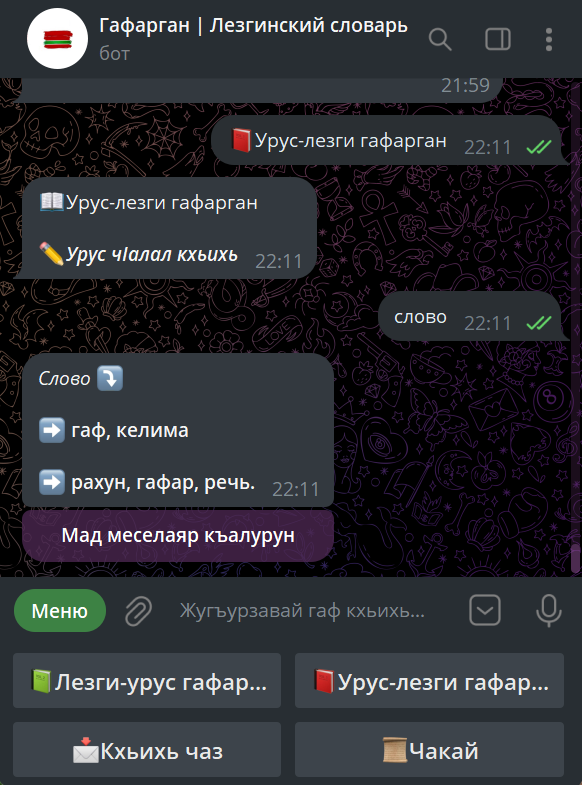 Гафарган | Лезгинский словарь
бот
21:59
📕Урус-лезги гафарган 22:11
📖Урус-лезги гафарган
✏️Урус чӀалал кхьихь 22:11
слово 22:11
Слово ⤵️
➡️ гаф, келима
➡️ рахун, гафар, речь. 22:11
Мад меселаяр къалурун
Меню
Жугъурзавай гаф кхьихь...
📗Лезги-урус гафар...
📕Урус-лезги гафар...
📩Кхьихь чаз
📜Чакай